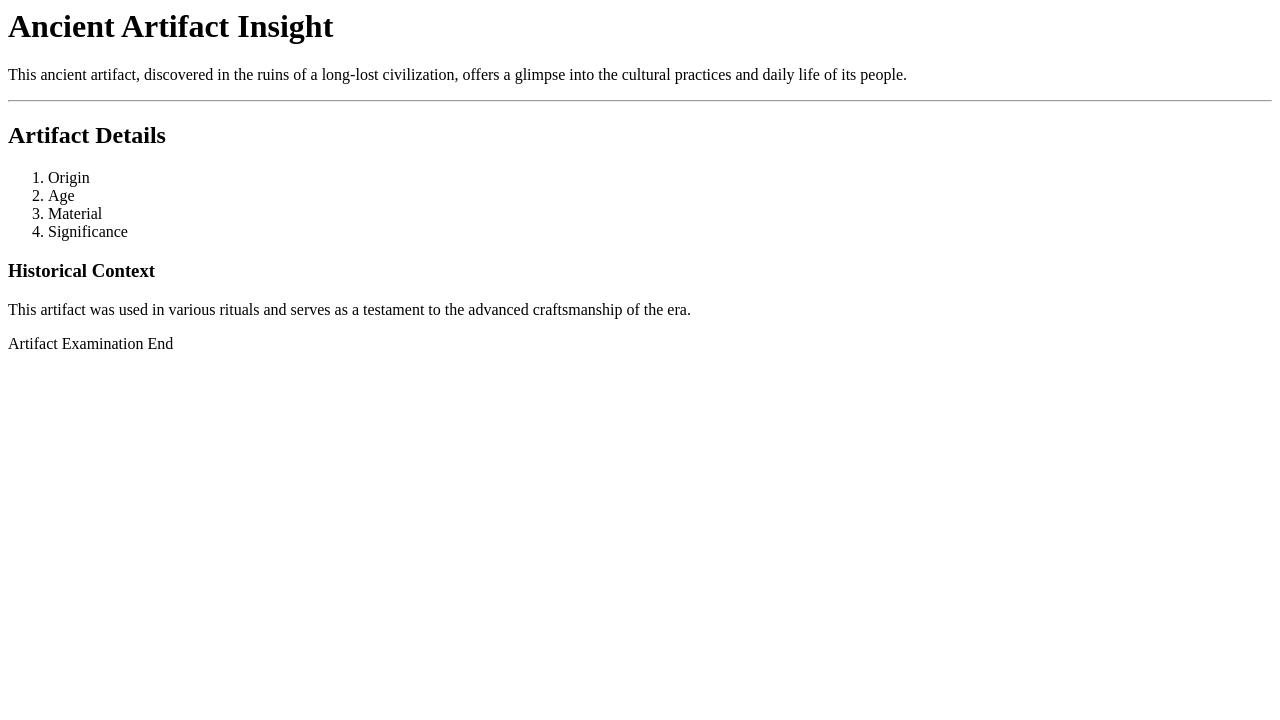 Ancient Artifact Insight
This ancient artifact, discovered in the ruins of a long-lost civilization, offers a glimpse into the cultural practices and daily life of its people.
Artifact Details
1. Origin
2. Age
3. Material
4. Significance
Historical Context
This artifact was used in various rituals and serves as a testament to the advanced craftsmanship of the era.
Artifact Examination End